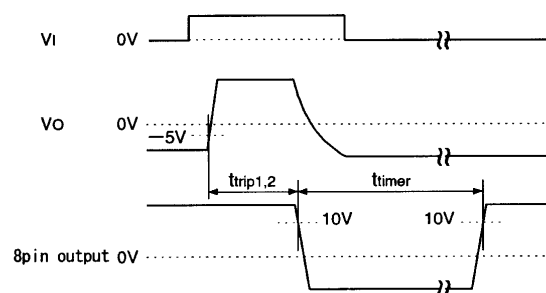 VI 0V
VO 0V
−5V
ttrip1,2 ttimer
10V 10V
8pin output 0V